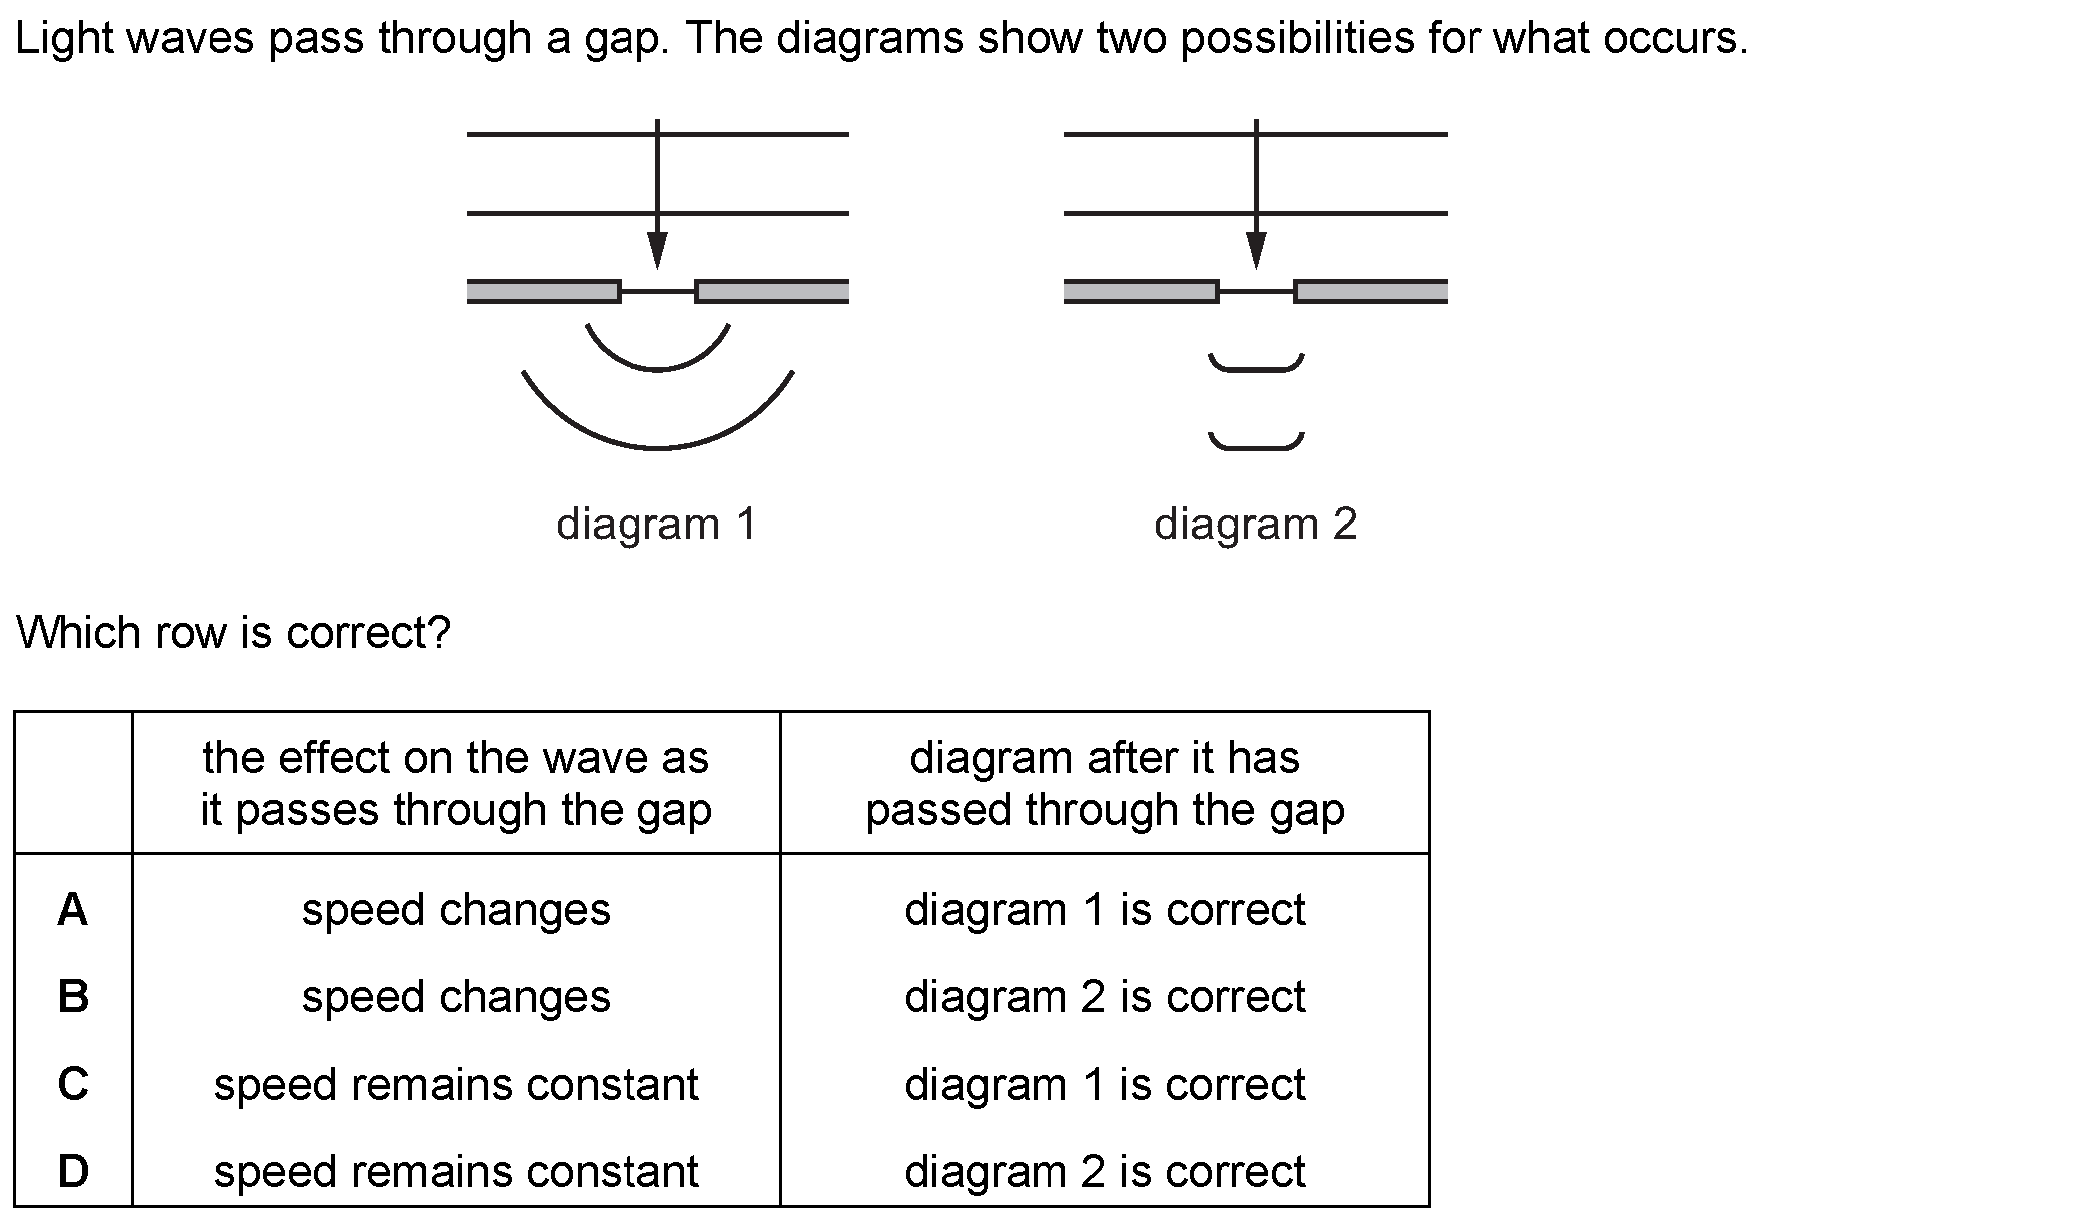 Light waves pass through a gap. The diagrams show two possibilities for what occurs.
diagram 1
diagram 2
Which row is correct?
the effect on the wave as
it passes through the gap
diagram after it has
passed through the gap
A speed changes diagram 1 is correct
B speed changes diagram 2 is correct
C speed remains constant diagram 1 is correct
D speed remains constant diagram 2 is correct